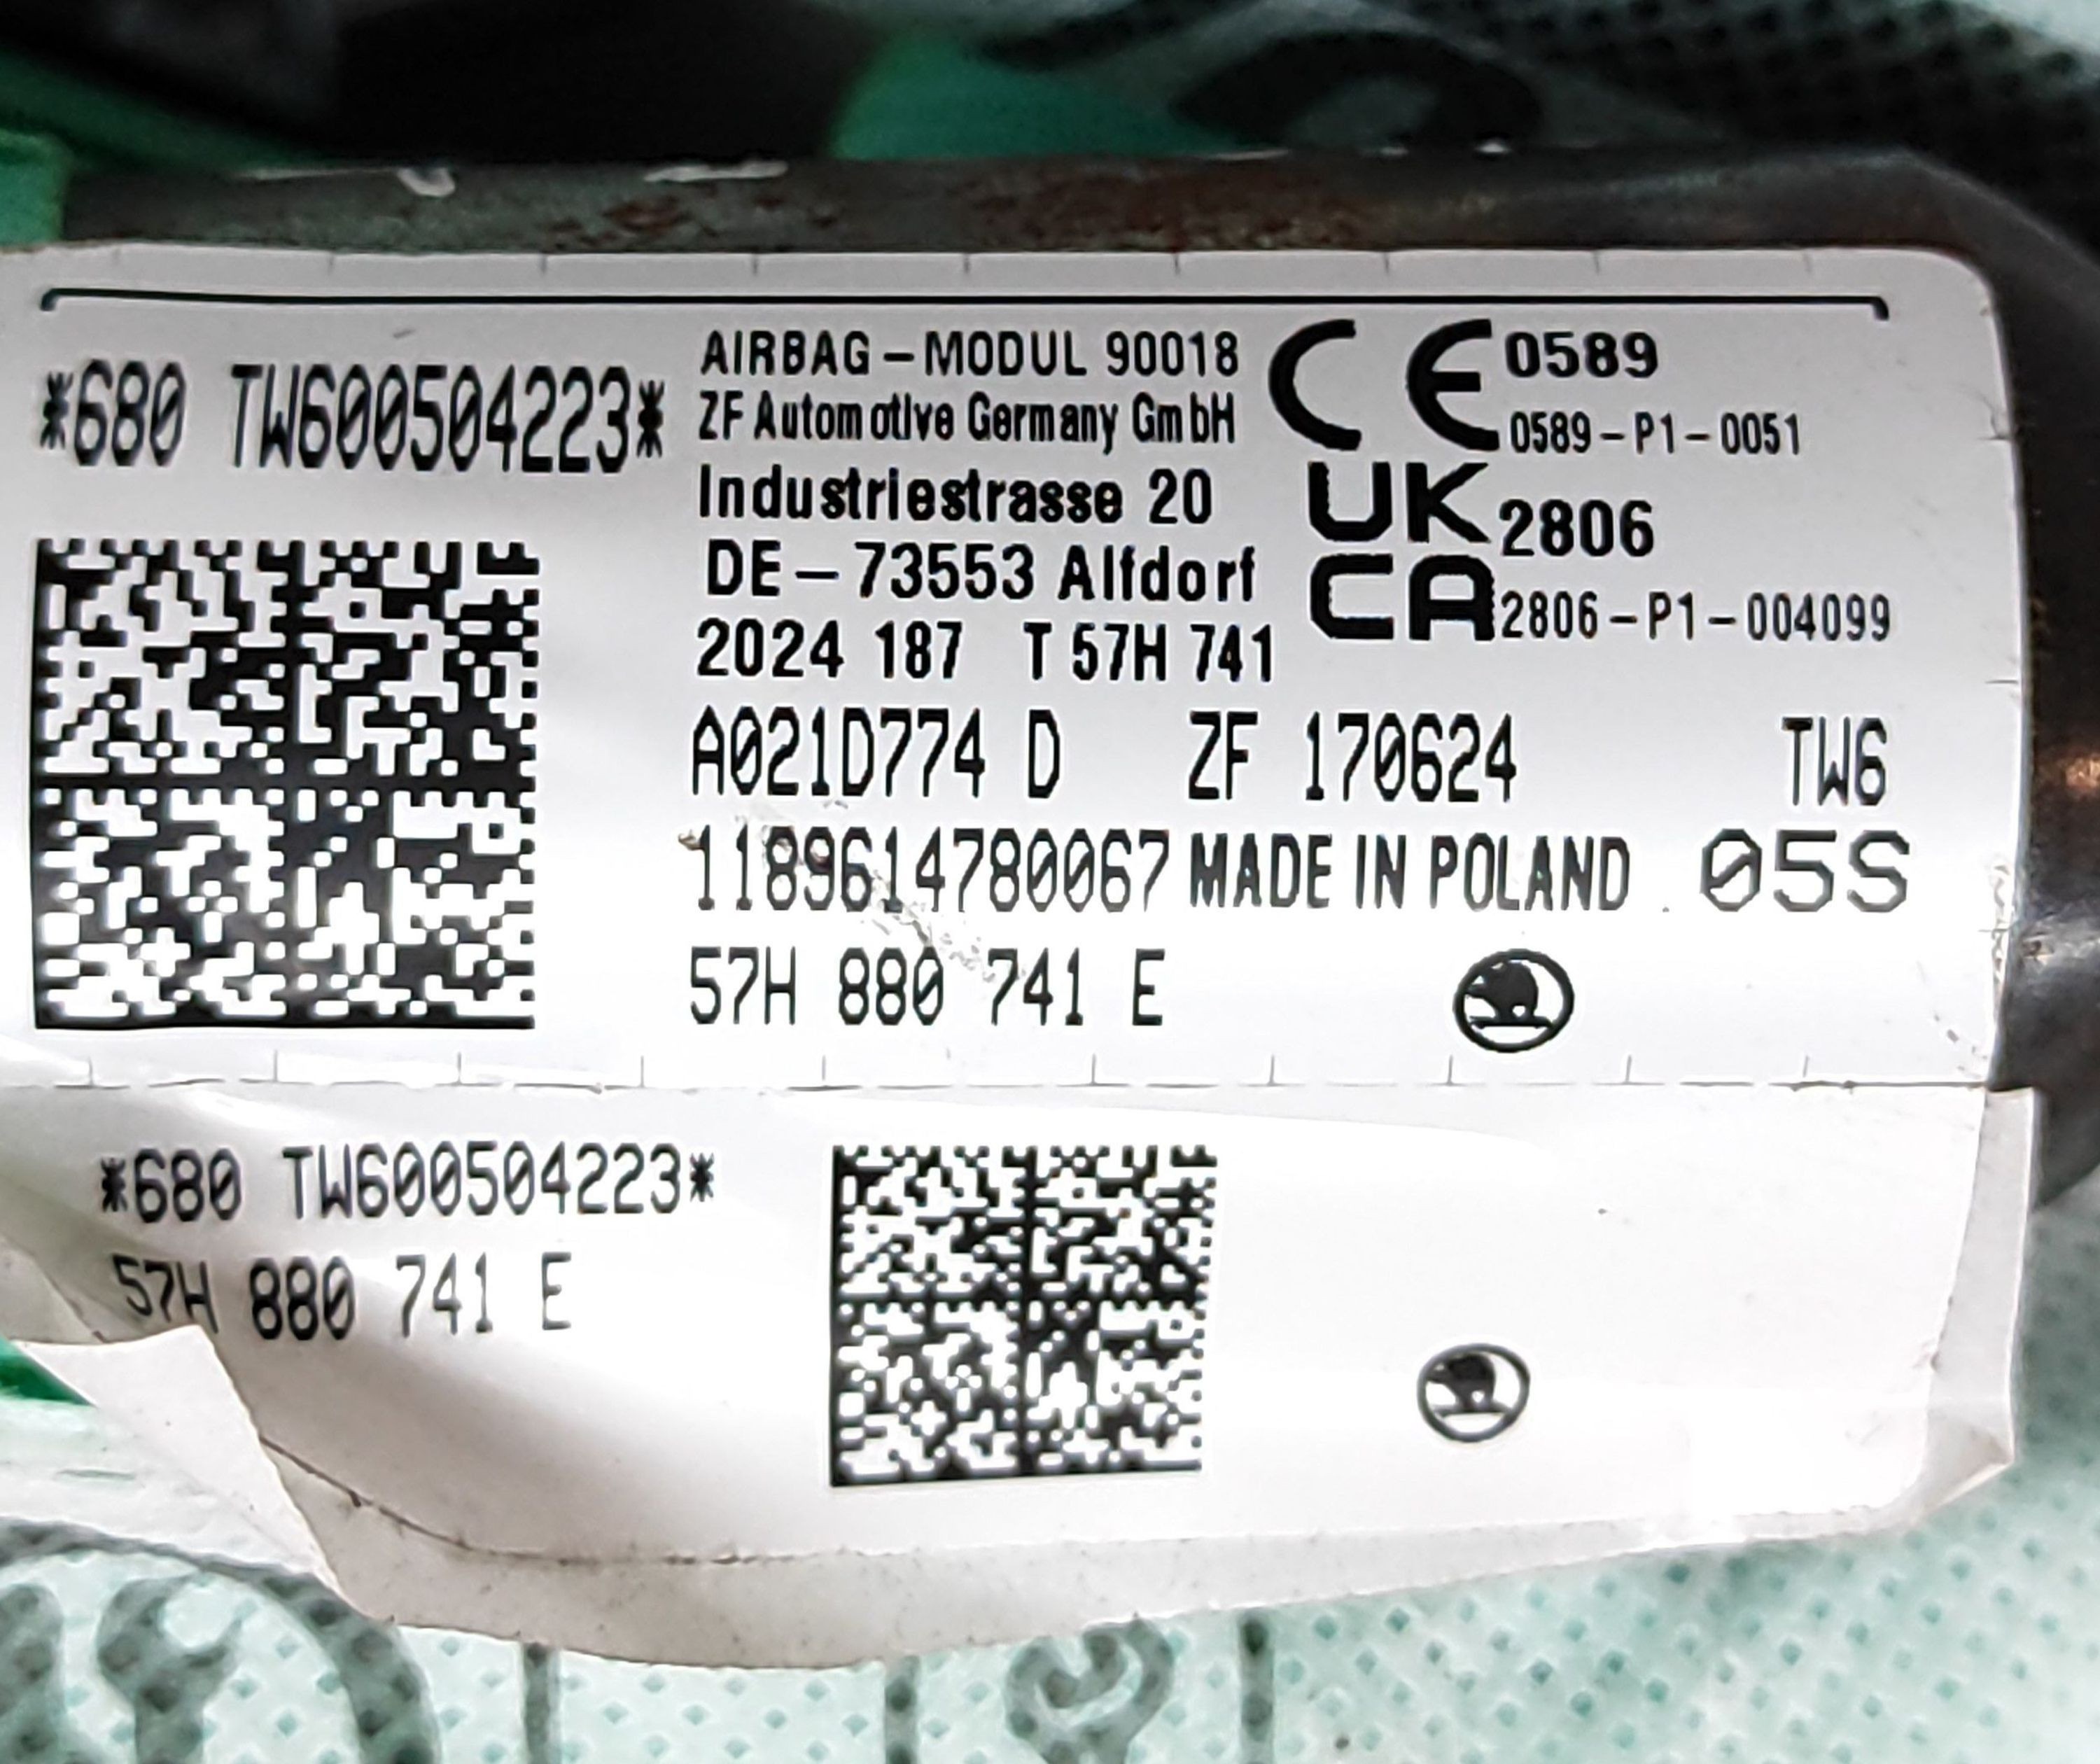 *680 TW600504223*
AIRBAG-MODUL 90018
ZF Automotive Germany GmbH
Industriestrasse 20
DE-73553 Alfdorf
2024 187 T 57H 741
CE 0589
0589-P1-0051
UK
CA
2806
2806-P1-004099
A021D774 D ZF 170624 TW6
1189614780067 MADE IN POLAND 05S
57H 880 741 E
*680 TW600504223*
57H 880 741 E